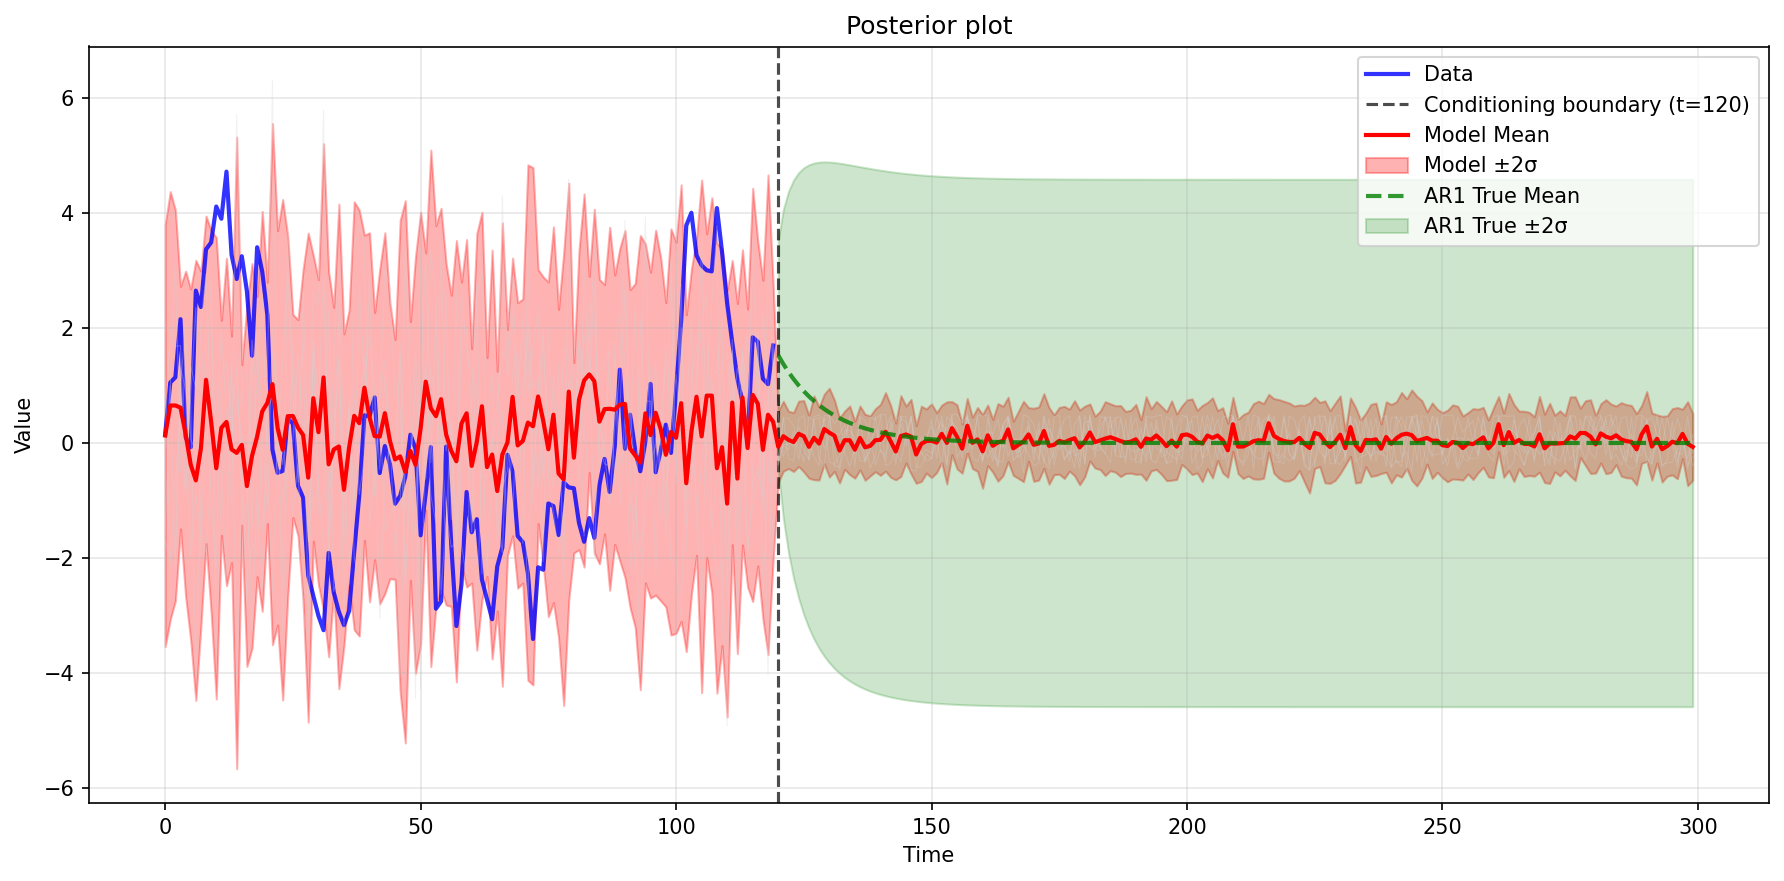 Posterior plot
6
4
2
0
−2
−4
−6
Value
0
50
100
150
200
250
300
Time
Data
Conditioning boundary (t=120)
Model Mean
Model ±2σ
AR1 True Mean
AR1 True ±2σ